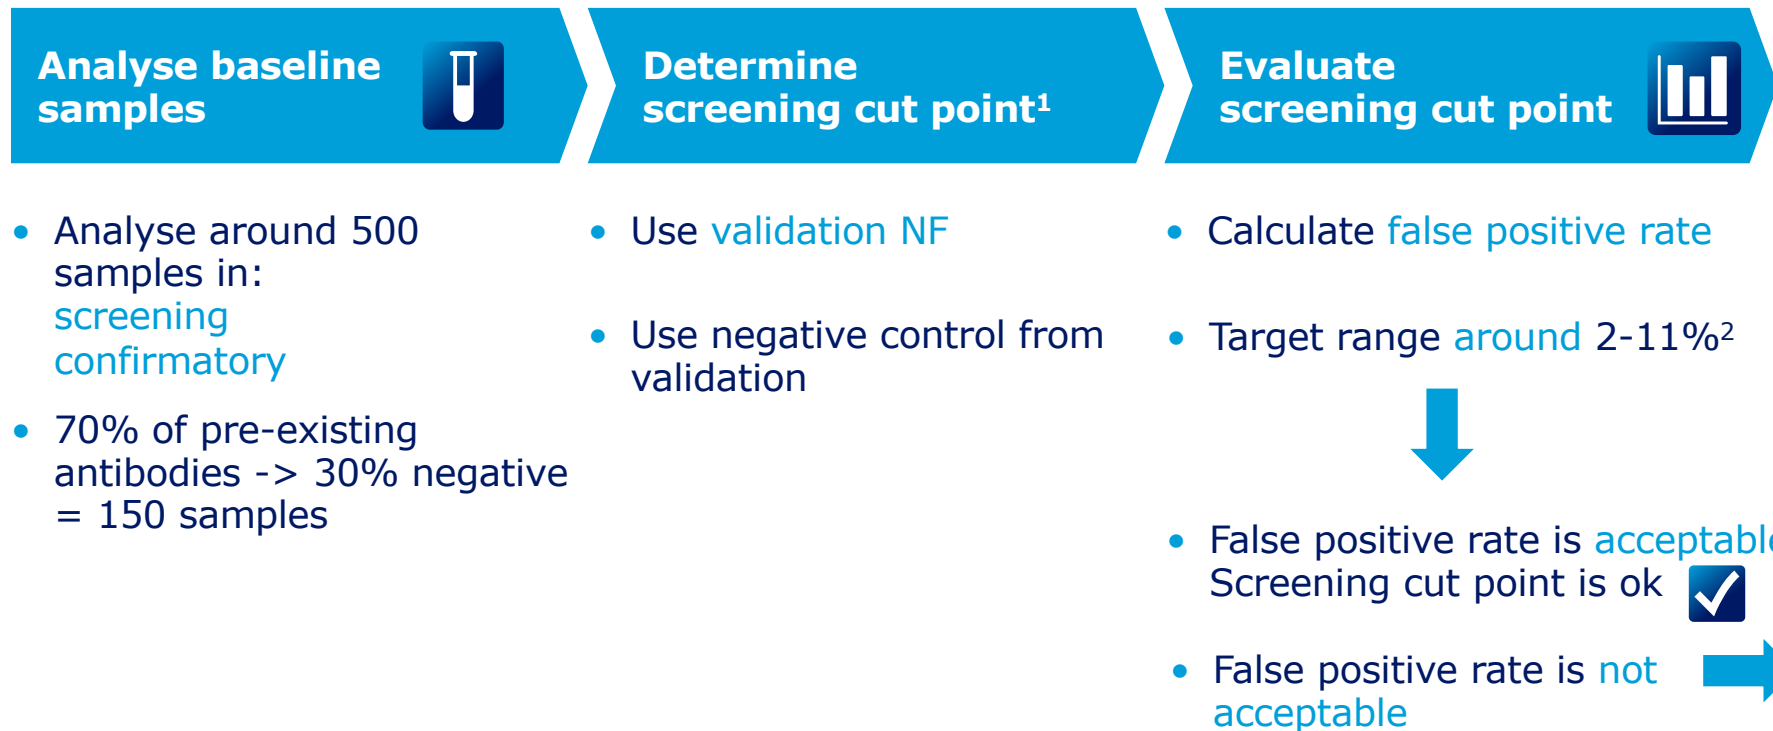 Analyse baseline
samples
Determine
screening cut point¹
Evaluate
screening cut point
• Analyse around 500
samples in:
screening
confirmatory
• 70% of pre-existing
antibodies -> 30% negative
= 150 samples
• Use validation NF
• Use negative control from
validation
• Calculate false positive rate
• Target range around 2-11%²
• False positive rate is acceptable
Screening cut point is ok
• False positive rate is not
acceptable